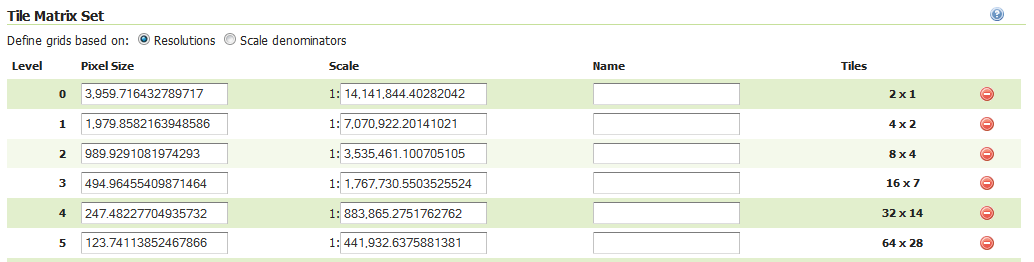 Tile Matrix Set ?
Define grids based on: Resolutions Scale denominators
Level Pixel Size Scale Name Tiles
0 3,959.716432789717 1: 14,141,844.40282042 2 x 1
1 1,979.8582163948586 1: 7,070,922.20141021 4 x 2
2 989.9291081974293 1: 3,535,461.100705105 8 x 4
3 494.96455409871464 1: 1,767,730.5503525524 16 x 7
4 247.48227704935732 1: 883,865.2751762762 32 x 14
5 123.74113852467866 1: 441,932.6375881381 64 x 28